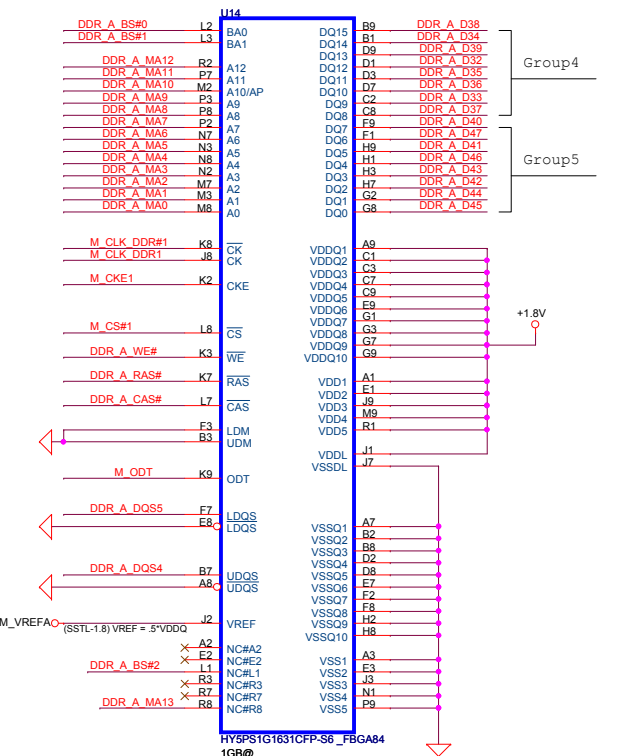 U14
DDR_A_BS#0 L2 BA0 DQ15 B9 DDR_A_D38
DDR_A_BS#1 L3 BA1 DQ14 B1 DDR_A_D34
DQ13 D9 DDR_A_D39
DDR_A_MA12 R2 A12 DQ12 D1 DDR_A_D32
DDR_A_MA11 P7 A11 DQ11 D3 DDR_A_D35
DDR_A_MA10 M2 A10/AP DQ10 D7 DDR_A_D36
DDR_A_MA9 P3 A9 DQ9 C2 DDR_A_D33
DDR_A_MA8 P8 A8 DQ8 C8 DDR_A_D37
Group4
DDR_A_MA7 P2 A7 DQ7 F9 DDR_A_D40
DDR_A_MA6 N7 A6 DQ6 F1 DDR_A_D47
DDR_A_MA5 N3 A5 DQ5 H9 DDR_A_D41
DDR_A_MA4 N8 A4 DQ4 H1 DDR_A_D46
DDR_A_MA3 N2 A3 DQ3 H3 DDR_A_D43
DDR_A_MA2 M7 A2 DQ2 H7 DDR_A_D42
DDR_A_MA1 M3 A1 DQ1 G2 DDR_A_D44
DDR_A_MA0 M8 A0 DQ0 G8 DDR_A_D45
Group5
M_CLK_DDR#1 K8 CK VDDQ1 A9
M_CLK_DDR1 J8 CK VDDQ2 C1
VDDQ3 C3
M_CKE1 K2 CKE VDDQ4 C7
VDDQ5 C9
VDDQ6 E9
VDDQ7 G1
M_CS#1 L8 CS VDDQ8 G3
VDDQ9 G7
+1.8V
DDR_A_WE# K3 WE VDDQ10 G9
DDR_A_RAS# K7 RAS VDD1 A1
VDD2 E1
DDR_A_CAS# L7 CAS VDD3 J9
VDD4 M9
F3 LDM VDD5 R1
B3 UDM
VDDL J1
VSSDL J7
M_ODT K9 ODT
DDR_A_DQS5 F7 LDQS
E8 LDQS VSSQ1 A7
VSSQ2 B2
VSSQ3 B8
VSSQ4 D2
DDR_A_DQS4 B7 UDQS VSSQ5 D8
A8 UDQS VSSQ6 E7
VSSQ7 F2
VSSQ8 F8
M_VREFA (SSTL-1.8) VREF = .5*VDDQ J2 VREF VSSQ9 H2
VSSQ10 H8
A2 NC#A2
E2 NC#E2 VSS1 A3
DDR_A_BS#2 L1 NC#L1 VSS2 E3
R3 NC#R3 VSS3 J3
R7 NC#R7 VSS4 N1
DDR_A_MA13 R8 NC#R8 VSS5 P9
HY5PS1G1631CFP-S6_FBGA84
1GB@